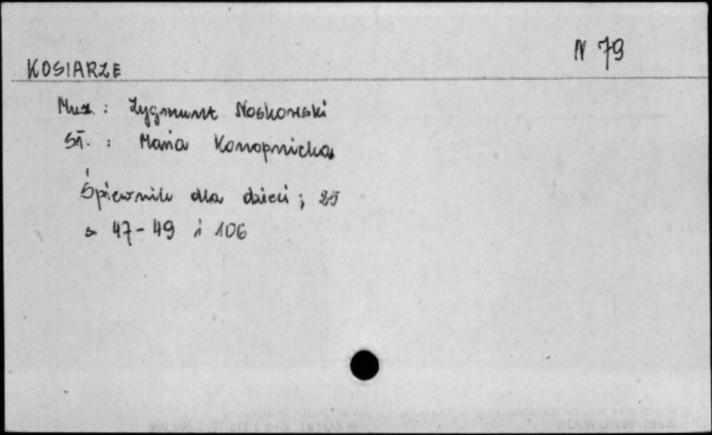 N 79
KOSIARZE
Muz. : Zygmunt Noskowski
Sł. : Maria Konopnicka
Śpiewnik dla dzieci ; 25
s 47-49 i 106